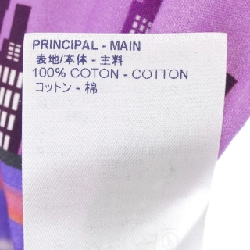 PRINCIPAL - MAIN
表地/本体 - 主料
100% COTON - COTTON
コットン - 棉